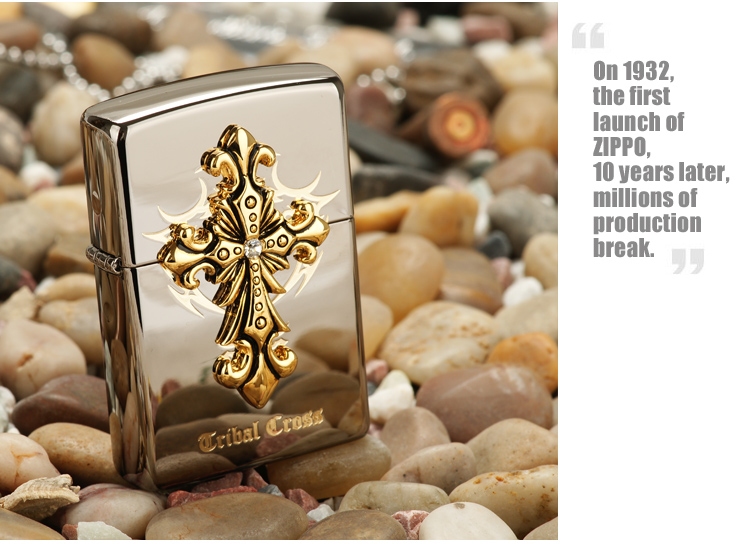 “
On 1932,
the first
launch of
ZIPPO,
10 years later,
millions of
production
break.
”
Tribal Cross